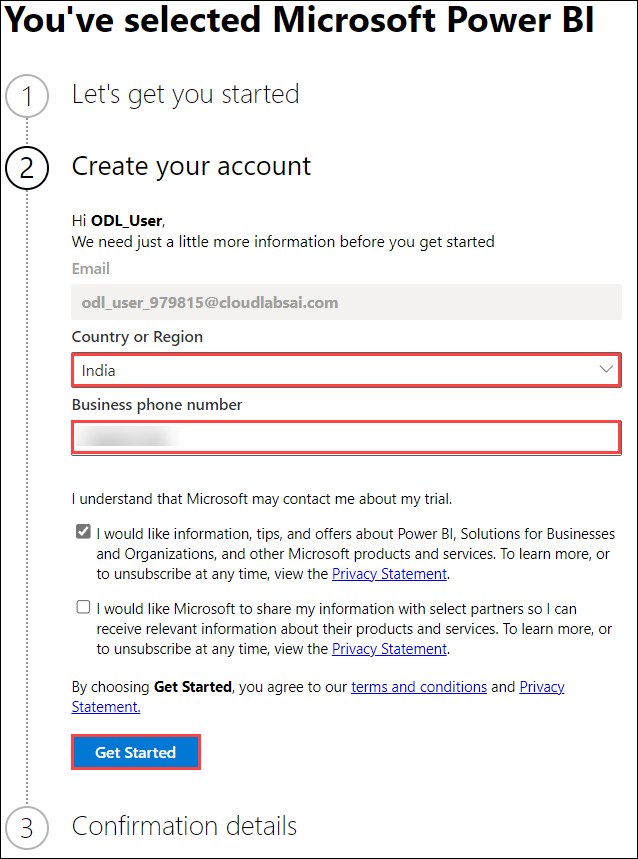 You've selected Microsoft Power BI
1
Let's get you started
2
Create your account
Hi ODL_User,
We need just a little more information before you get started
Email
odl_user_979815@cloudlabsai.com
Country or Region
India
Business phone number
I understand that Microsoft may contact me about my trial.
I would like information, tips, and offers about Power BI, Solutions for Businesses
and Organizations, and other Microsoft products and services. To learn more, or
to unsubscribe at any time, view the Privacy Statement.
I would like Microsoft to share my information with select partners so I can
receive relevant information about their products and services. To learn more, or
to unsubscribe at any time, view the Privacy Statement.
By choosing Get Started, you agree to our terms and conditions and Privacy
Statement.
Get Started
3
Confirmation details